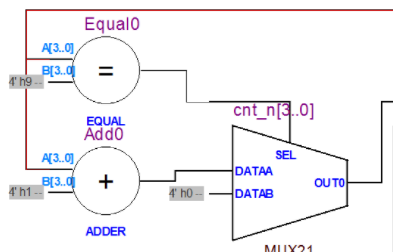 Equal0
A[3..0]
B[3..0]
4' h9 --
=
EQUAL
cnt_n[3..0]
SEL
Add0
A[3..0]
B[3..0]
4' h1 --
+
ADDER
DATAA
4' h0 --
DATAB
OUT0
MUX21